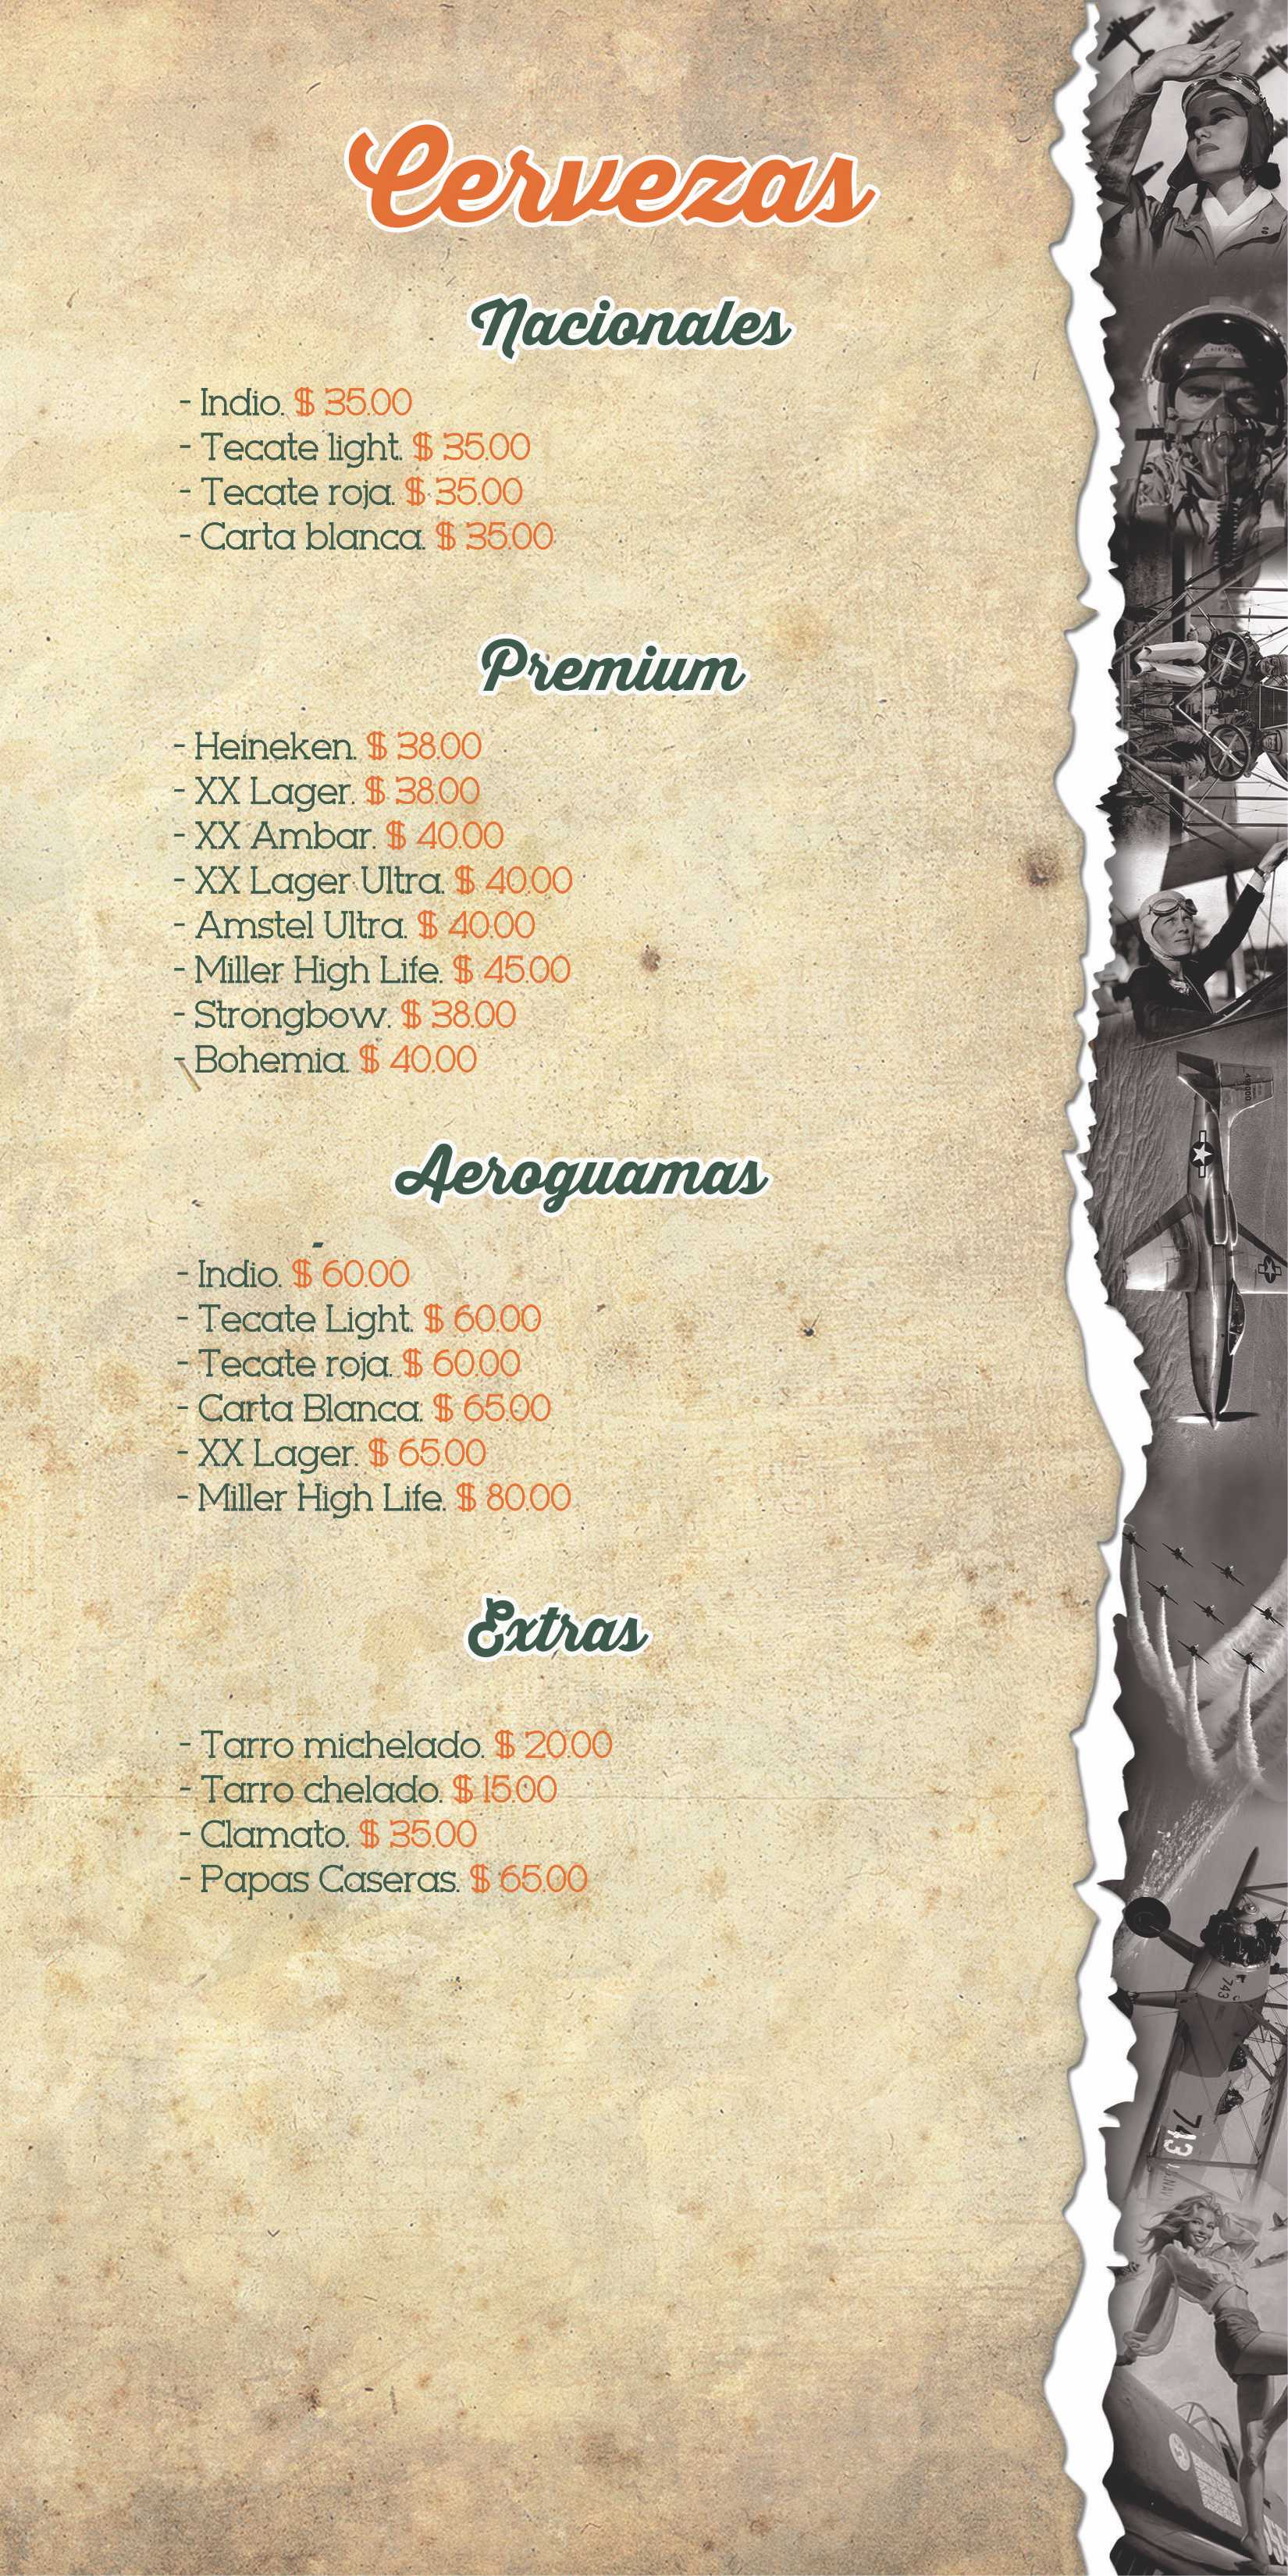 Cervezas
Nacionales
- Indio. $ 35.00
- Tecate light. $ 35.00
- Tecate roja. $ 35.00
- Carta blanca. $ 35.00
Premium
- Heineken. $ 38.00
- XX Lager. $ 38.00
- XX Ambar. $ 40.00
- XX Lager Ultra. $ 40.00
- Amstel Ultra. $ 40.00
- Miller High Life. $ 45.00
- Strongbow. $ 38.00
- Bohemia. $ 40.00
Aeroguamas
-
- Indio. $ 60.00
- Tecate Light. $ 60.00
- Tecate roja. $ 60.00
- Carta Blanca. $ 65.00
- XX Lager. $ 65.00
- Miller High Life. $ 80.00
Extras
- Tarro michelado. $ 20.00
- Tarro chelado. $ 15.00
- Clamato. $ 35.00
- Papas Caseras. $ 65.00
743
743